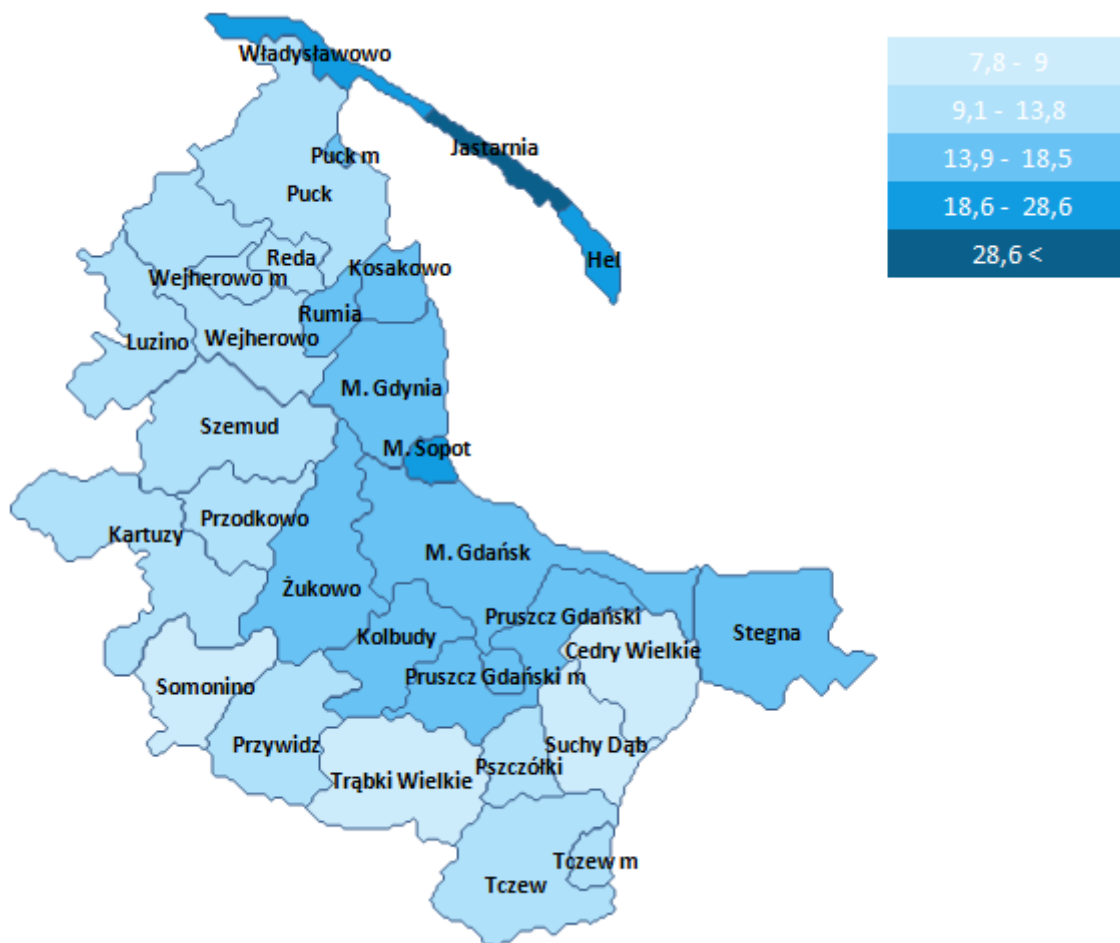 Władysławowo
7,8 - 9
9,1 - 13,8
13,9 - 18,5
18,6 - 28,6
28,6 <
Jastarnia
Puck m
Puck
Hel
Reda
Kosakowo
Wejherowo m
Rumia
Luzino
Wejherowo
M. Gdynia
Szemud
M. Sopot
Przodkowo
Kartuzy
M. Gdańsk
Żukowo
Pruszcz Gdański
Stegna
Kolbudy
Cedry Wielkie
Pruszcz Gdański m
Somonino
Przywidz
Suchy Dąb
Pszczółki
Trąbki Wielkie
Tczew m
Tczew